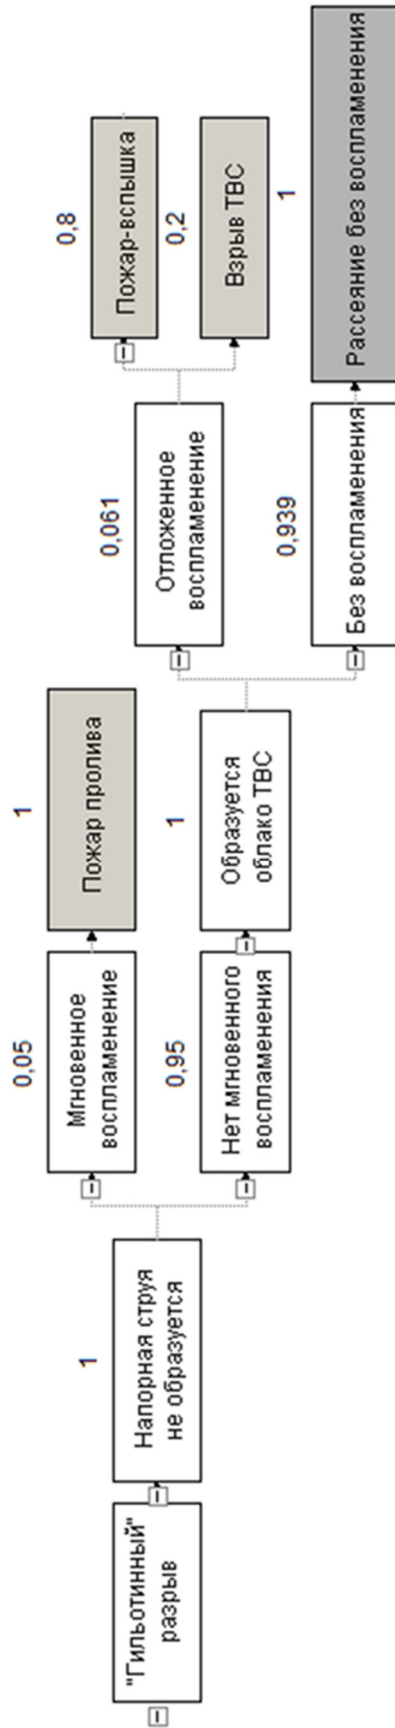 "Гильотинный"
разрыв
1
Напорная струя
не образуется
0,05
Мгновенное
воспламенение
1
Пожар пролива
0,95
Нет мгновенного
воспламенения
1
Образуется
облако ТВС
0,061
Отложенное
воспламенение
0,8
Пожар-вспышка
0,2
Взрыв ТВС
0,939
Без воспламенения
1
Рассеяние без воспламенения